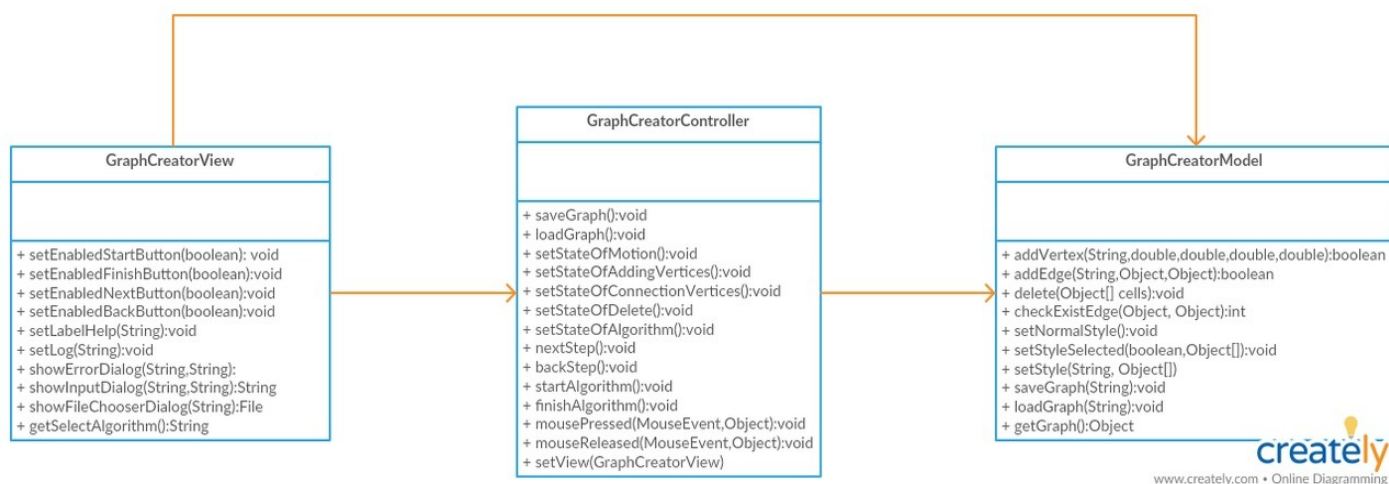 GraphCreatorView
+ setEnabledStartButton(boolean): void
+ setEnabledFinishButton(boolean):void
+ setEnabledNextButton(boolean):void
+ setEnabledBackButton(boolean):void
+ setLabelHelp(String):void
+ setLog(String):void
+ showErrorDialog(String,String):
+ showInputDialog(String,String):String
+ showFileChooserDialog(String):File
+ getSelectAlgorithm():String
GraphCreatorController
+ saveGraph():void
+ loadGraph():void
+ setStateOfMotion():void
+ setStateOfAddingVertices():void
+ setStateOfConnectionVertices():void
+ setStateOfDelete():void
+ setStateOfAlgorithm():void
+ nextStep():void
+ backStep():void
+ startAlgorithm():void
+ finishAlgorithm():void
+ mousePressed(MouseEvent,Object):void
+ mouseReleased(MouseEvent,Object):void
+ setView(GraphCreatorView)
GraphCreatorModel
+ addVertex(String,double,double,double,double):boolean
+ addEdge(String,Object,Object):boolean
+ delete(Object[] cells):void
+ checkExistEdge(Object, Object):int
+ setNormalStyle():void
+ setStyleSelected(boolean,Object[]):void
+ setStyle(String, Object[])
+ saveGraph(String):void
+ loadGraph(String):void
+ getGraph():Object
creately
www.creately.com • Online Diagramming